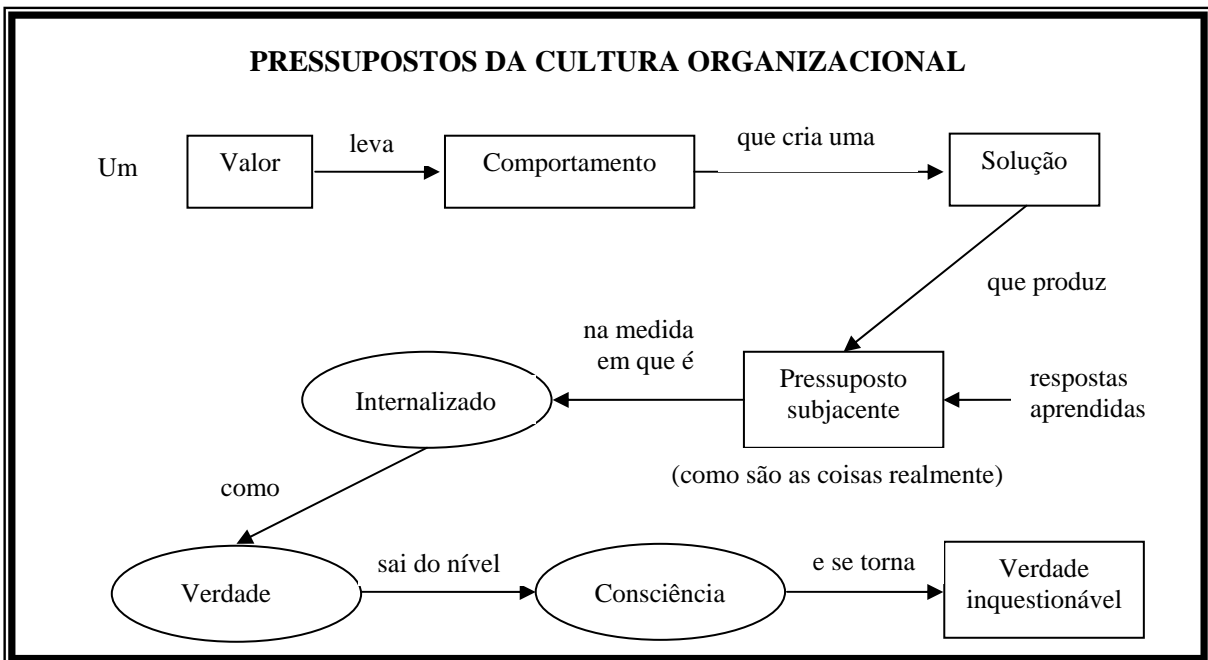 PRESSUPOSTOS DA CULTURA ORGANIZACIONAL
Um
Valor
leva
Comportamento
que cria uma
Solução
que produz
Pressuposto
subjacente
respostas
aprendidas
(como são as coisas realmente)
na medida
em que é
Internalizado
como
Verdade
sai do nível
Consciência
e se torna
Verdade
inquestionável